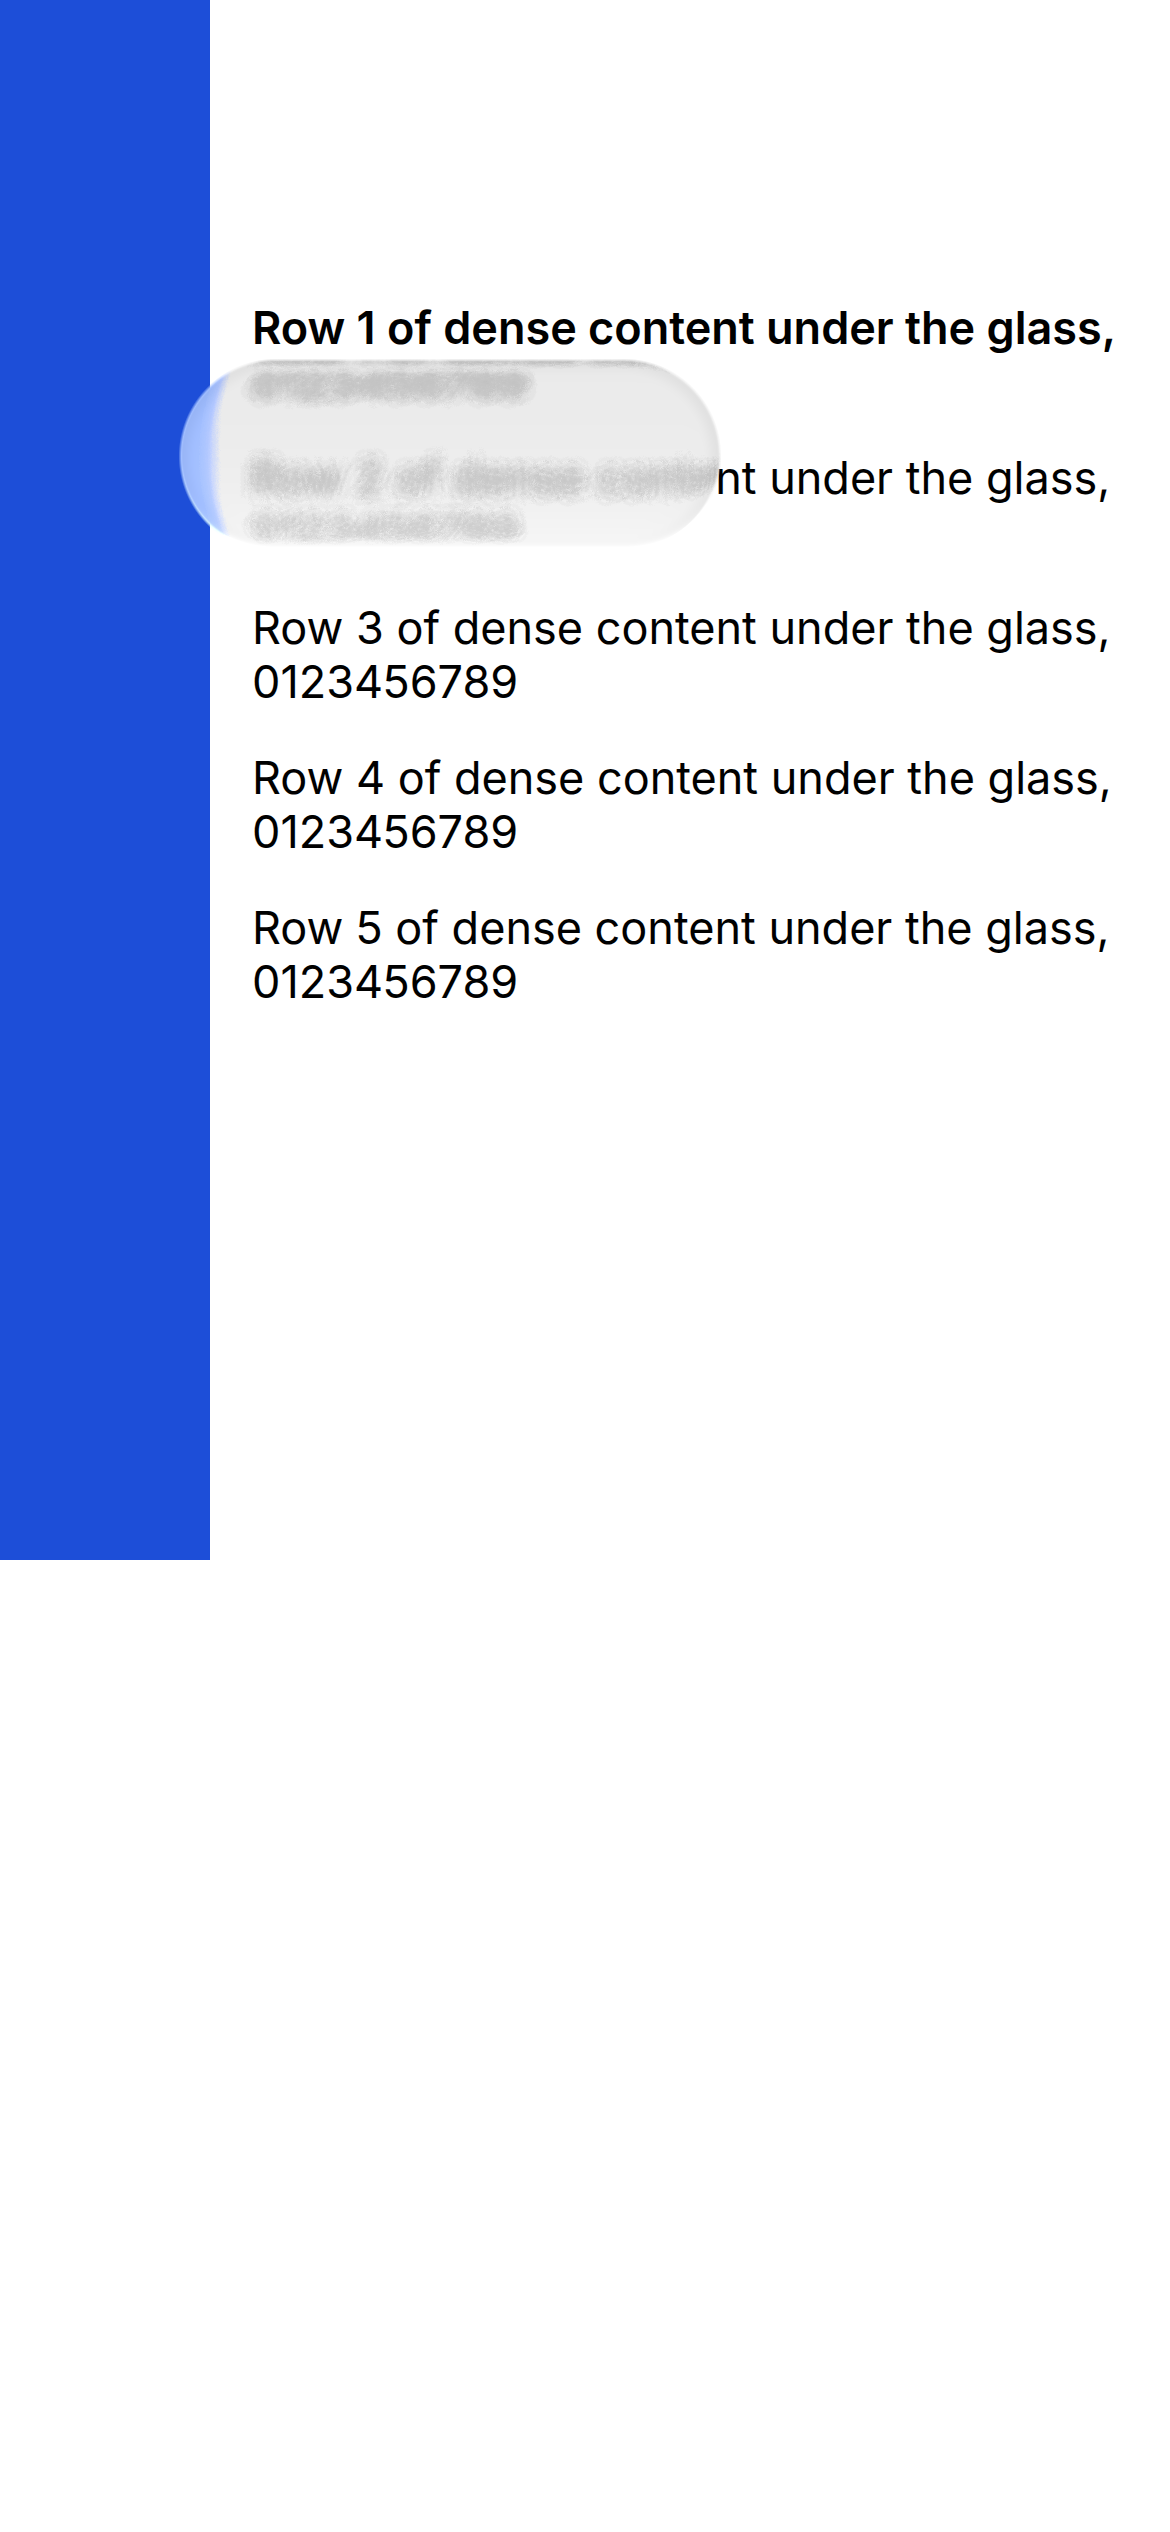 Row 1 of dense content under the glass,
nt under the glass,
Row 3 of dense content under the glass,
0123456789
Row 4 of dense content under the glass,
0123456789
Row 5 of dense content under the glass,
0123456789